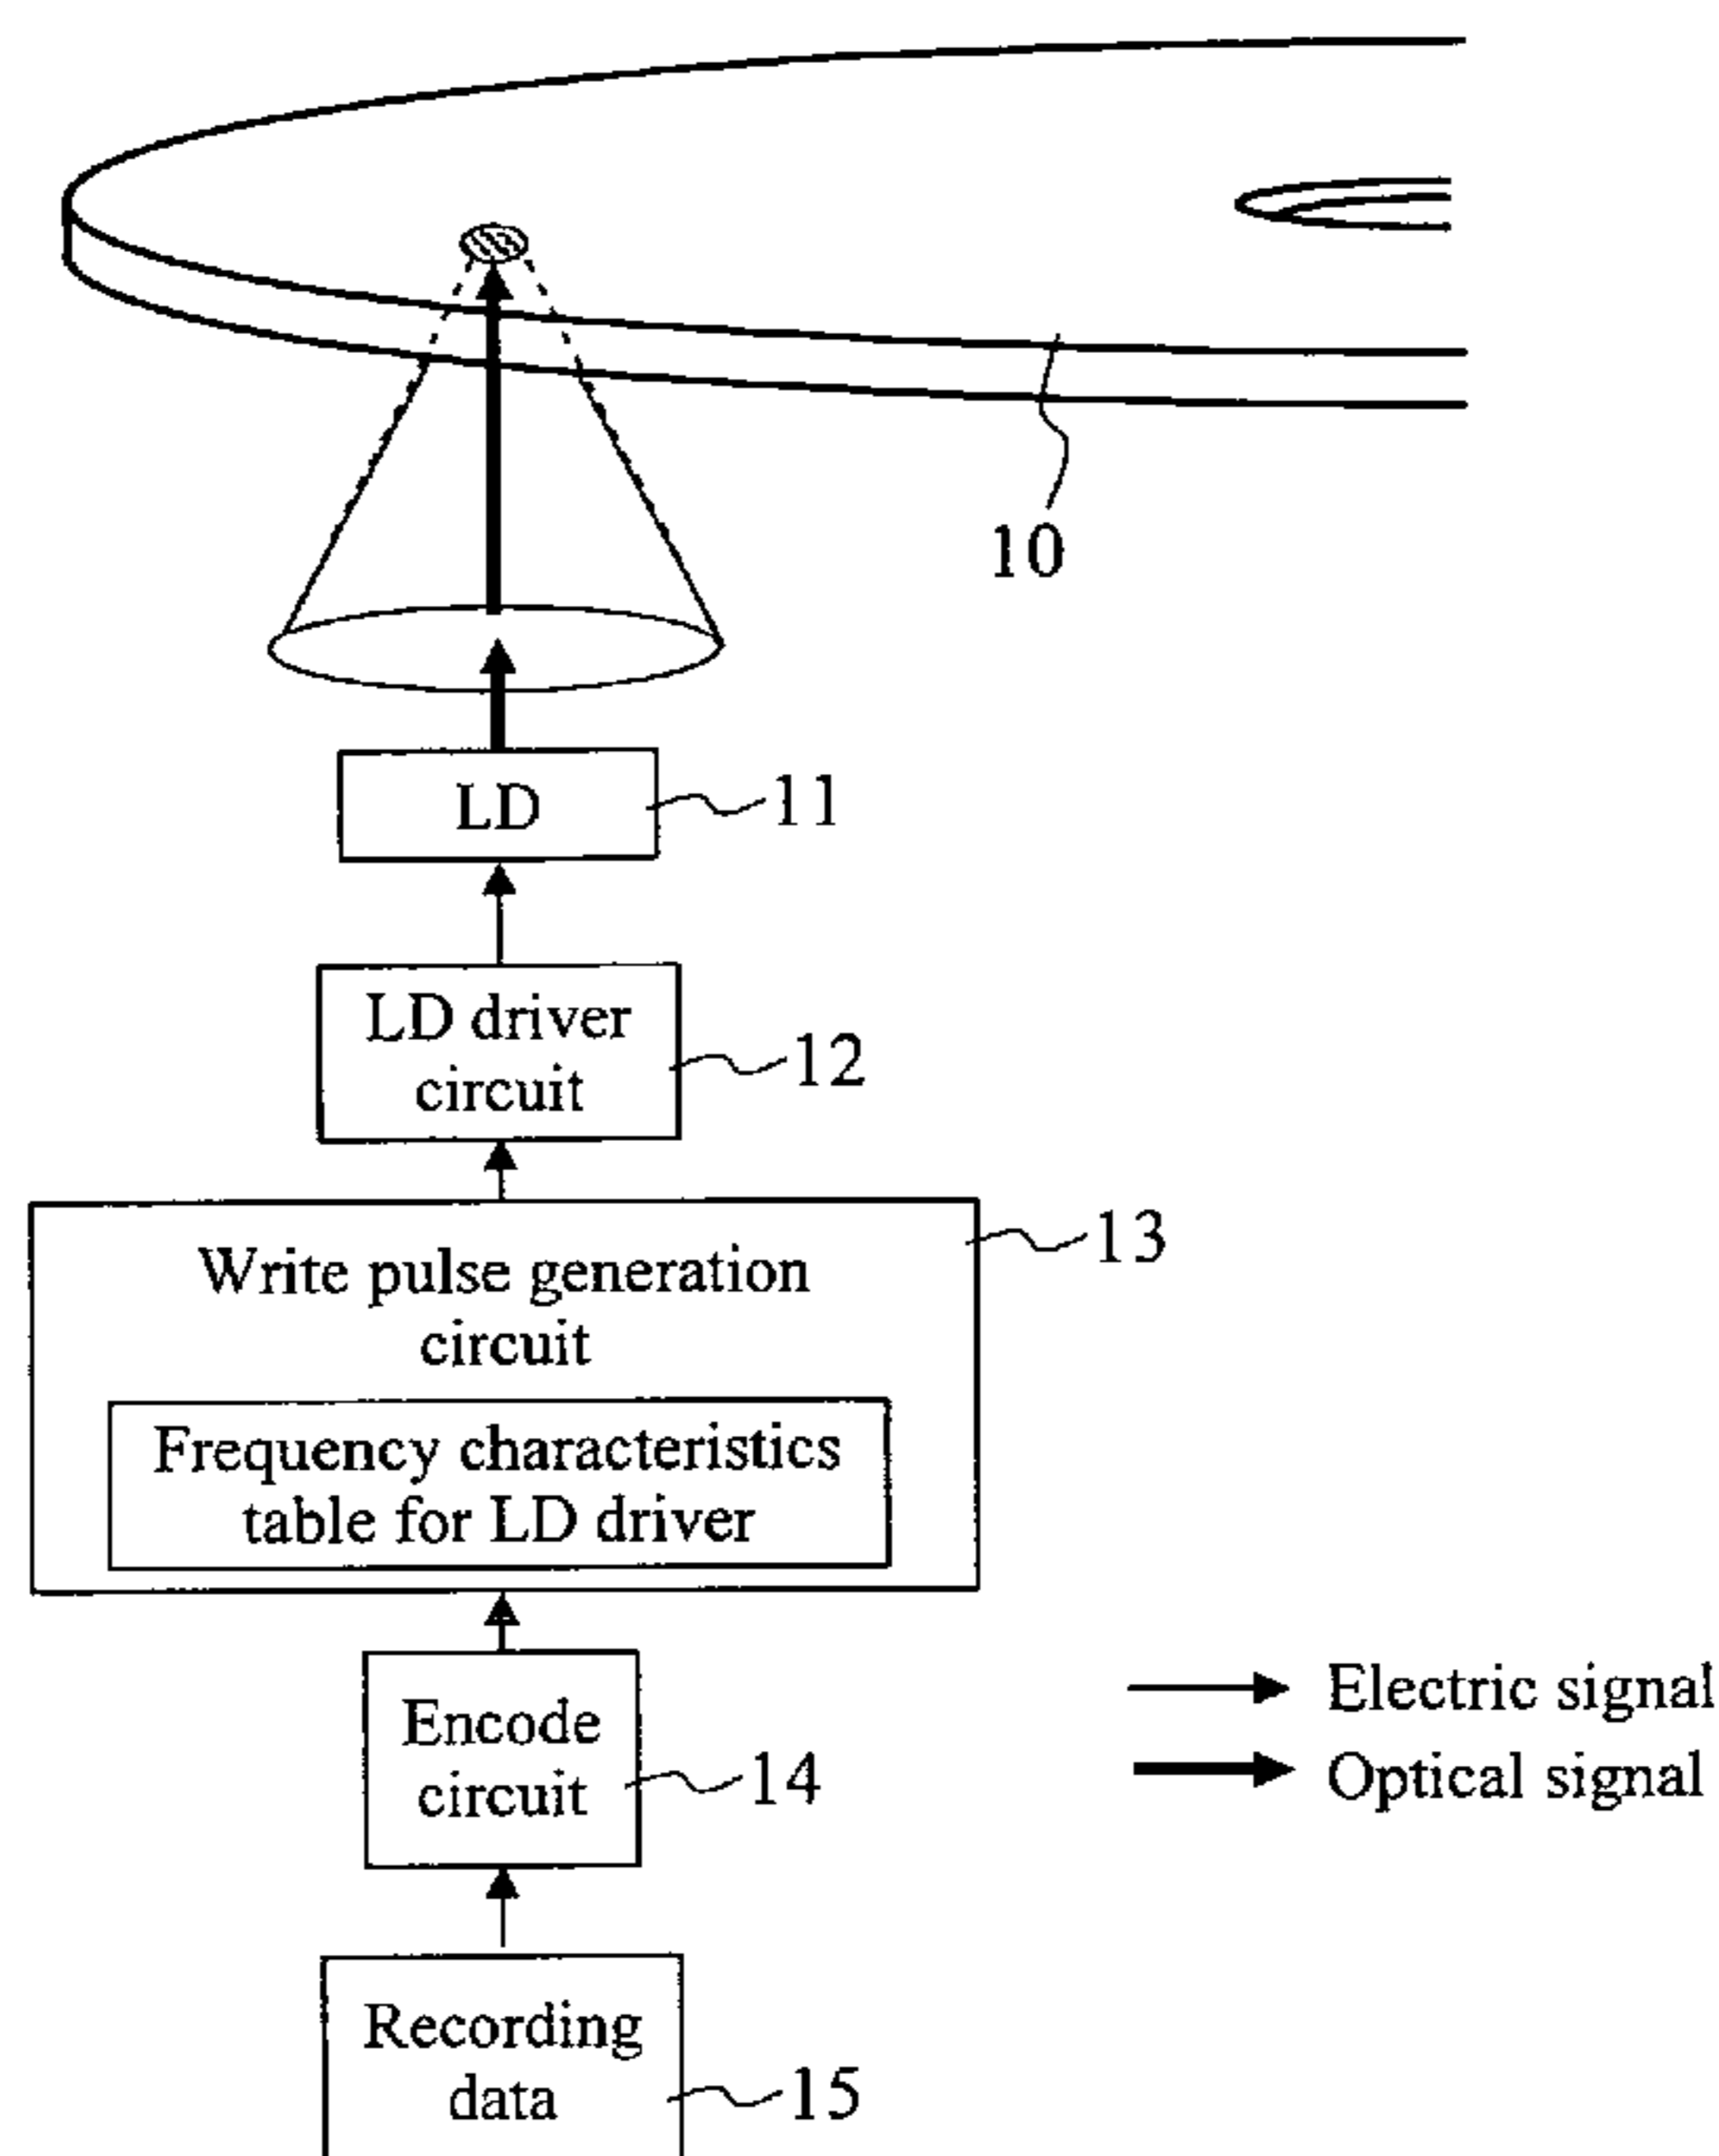 10
LD
11
LD driver
circuit
12
Write pulse generation
circuit
13
Frequency characteristics
table for LD driver
Encode
circuit
14
Electric signal
Optical signal
Recording
data
15